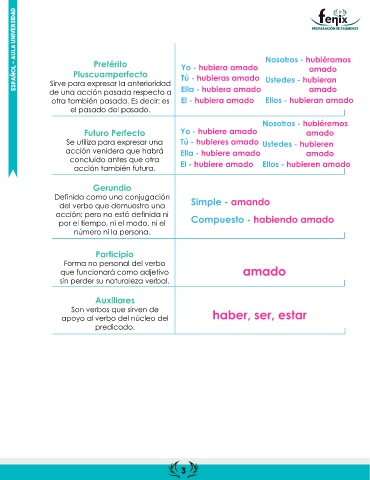 ESPAÑOL - AULA UNIVERSIDAD
fenix
PREPARACIÓN DE EXÁMENES
Pretérito
Pluscuamperfecto
Sirve para expresar la anterioridad
de una acción pasada respecto a
otra también pasada. Es decir: es
el pasado del pasado.
Yo - hubiera amado
Tú - hubieras amado
Ella - hubiera amado
El - hubiera amado
Nosotros - hubiéramos
amado
Ustedes - hubieran
amado
Ellos - hubieran amado
Futuro Perfecto
Se utiliza para expresar una
acción venidera que habrá
concluido antes que otra
acción también futura.
Yo - hubiere amado
Tú - hubieres amado
Ella - hubiere amado
El - hubiere amado
Nosotros - hubiéremos
amado
Ustedes - hubieren
amado
Ellos - hubieren amado
Gerundio
Definida como una conjugación
del verbo que demuestra una
acción; pero no está definida ni
por el tiempo, ni el modo, ni el
número ni la persona.
Simple - amando
Compuesto - habiendo amado
Participio
Forma no personal del verbo
que funcionará como adjetivo
sin perder su naturaleza verbal.
amado
Auxiliares
Son verbos que sirven de
apoyo al verbo del núcleo del
predicado.
haber, ser, estar
3